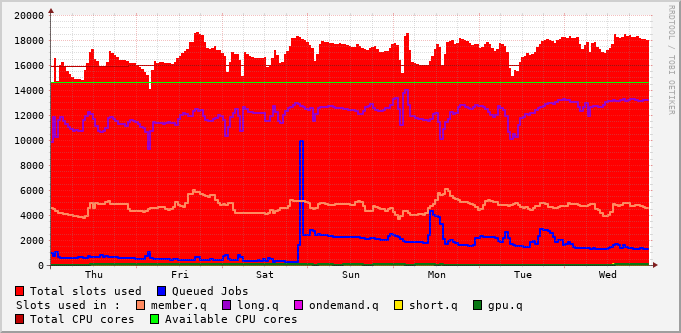 20000
18000
16000
14000
12000
10000
8000
6000
4000
2000
0
Thu Fri Sat Sun Mon Tue Wed
RRDTOOL / TOBI OETIKER
Total slots used Queued Jobs
Slots used in : member.q long.q ondemand.q short.q gpu.q
Total CPU cores Available CPU cores